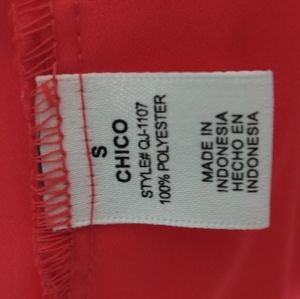 S
CHICO
STYLE# QJ-1107
100% POLYESTER
MADE IN
INDONESIA
HECHO EN
INDONESIA